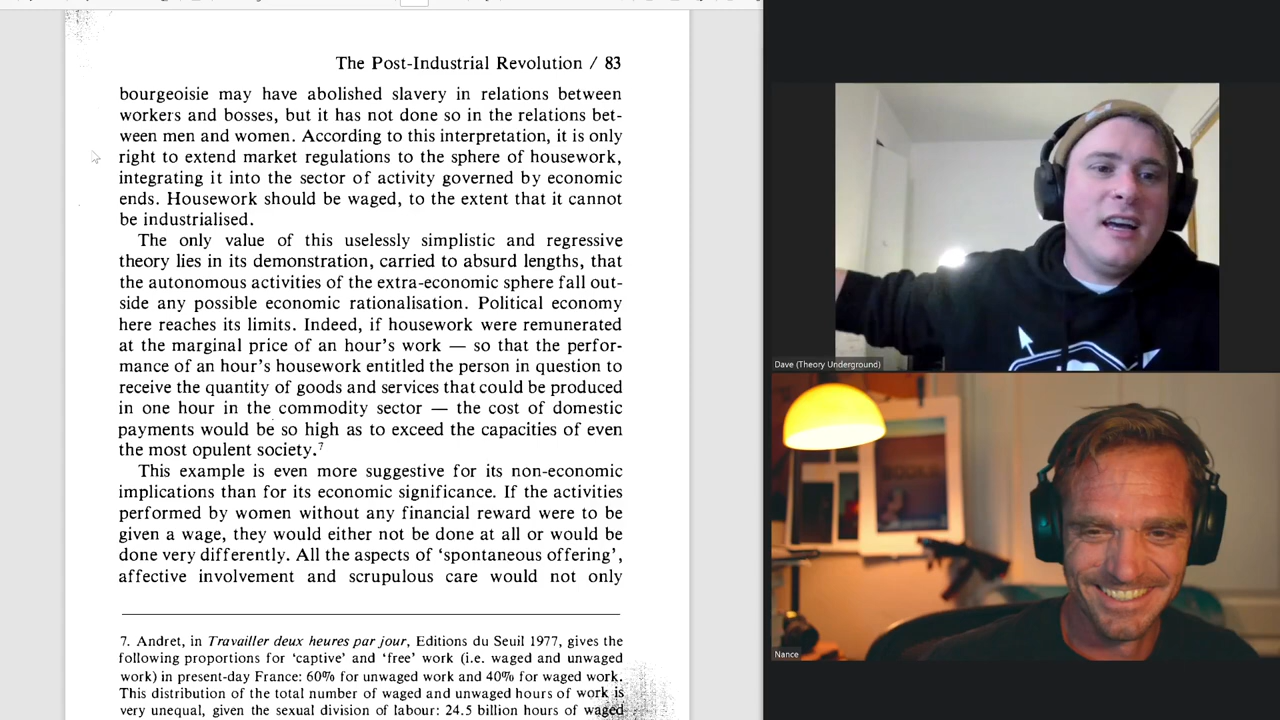 The Post-Industrial Revolution / 83
bourgeoisie may have abolished slavery in relations between
workers and bosses, but it has not done so in the relations bet-
ween men and women. According to this interpretation, it is only
right to extend market regulations to the sphere of housework,
integrating it into the sector of activity governed by economic
ends. Housework should be waged, to the extent that it cannot
be industrialised.
The only value of this uselessly simplistic and regressive
theory lies in its demonstration, carried to absurd lengths, that
the autonomous activities of the extra-economic sphere fall out-
side any possible economic rationalisation. Political economy
here reaches its limits. Indeed, if housework were remunerated
at the marginal price of an hour's work — so that the perfor-
mance of an hour's housework entitled the person in question to
receive the quantity of goods and services that could be produced
in one hour in the commodity sector — the cost of domestic
payments would be so high as to exceed the capacities of even
the most opulent society.⁷
This example is even more suggestive for its non-economic
implications than for its economic significance. If the activities
performed by women without any financial reward were to be
given a wage, they would either not be done at all or would be
done very differently. All the aspects of ‘spontaneous offering’,
affective involvement and scrupulous care would not only
7. Andret, in Travailler deux heures par jour, Editions du Seuil 1977, gives the
following proportions for ‘captive’ and ‘free’ work (i.e. waged and unwaged
work) in present-day France: 60% for unwaged work and 40% for waged work.
This distribution of the total number of waged and unwaged hours of work is
very unequal, given the sexual division of labour: 24.5 billion hours of waged
Dave (Theory Underground)
Nance